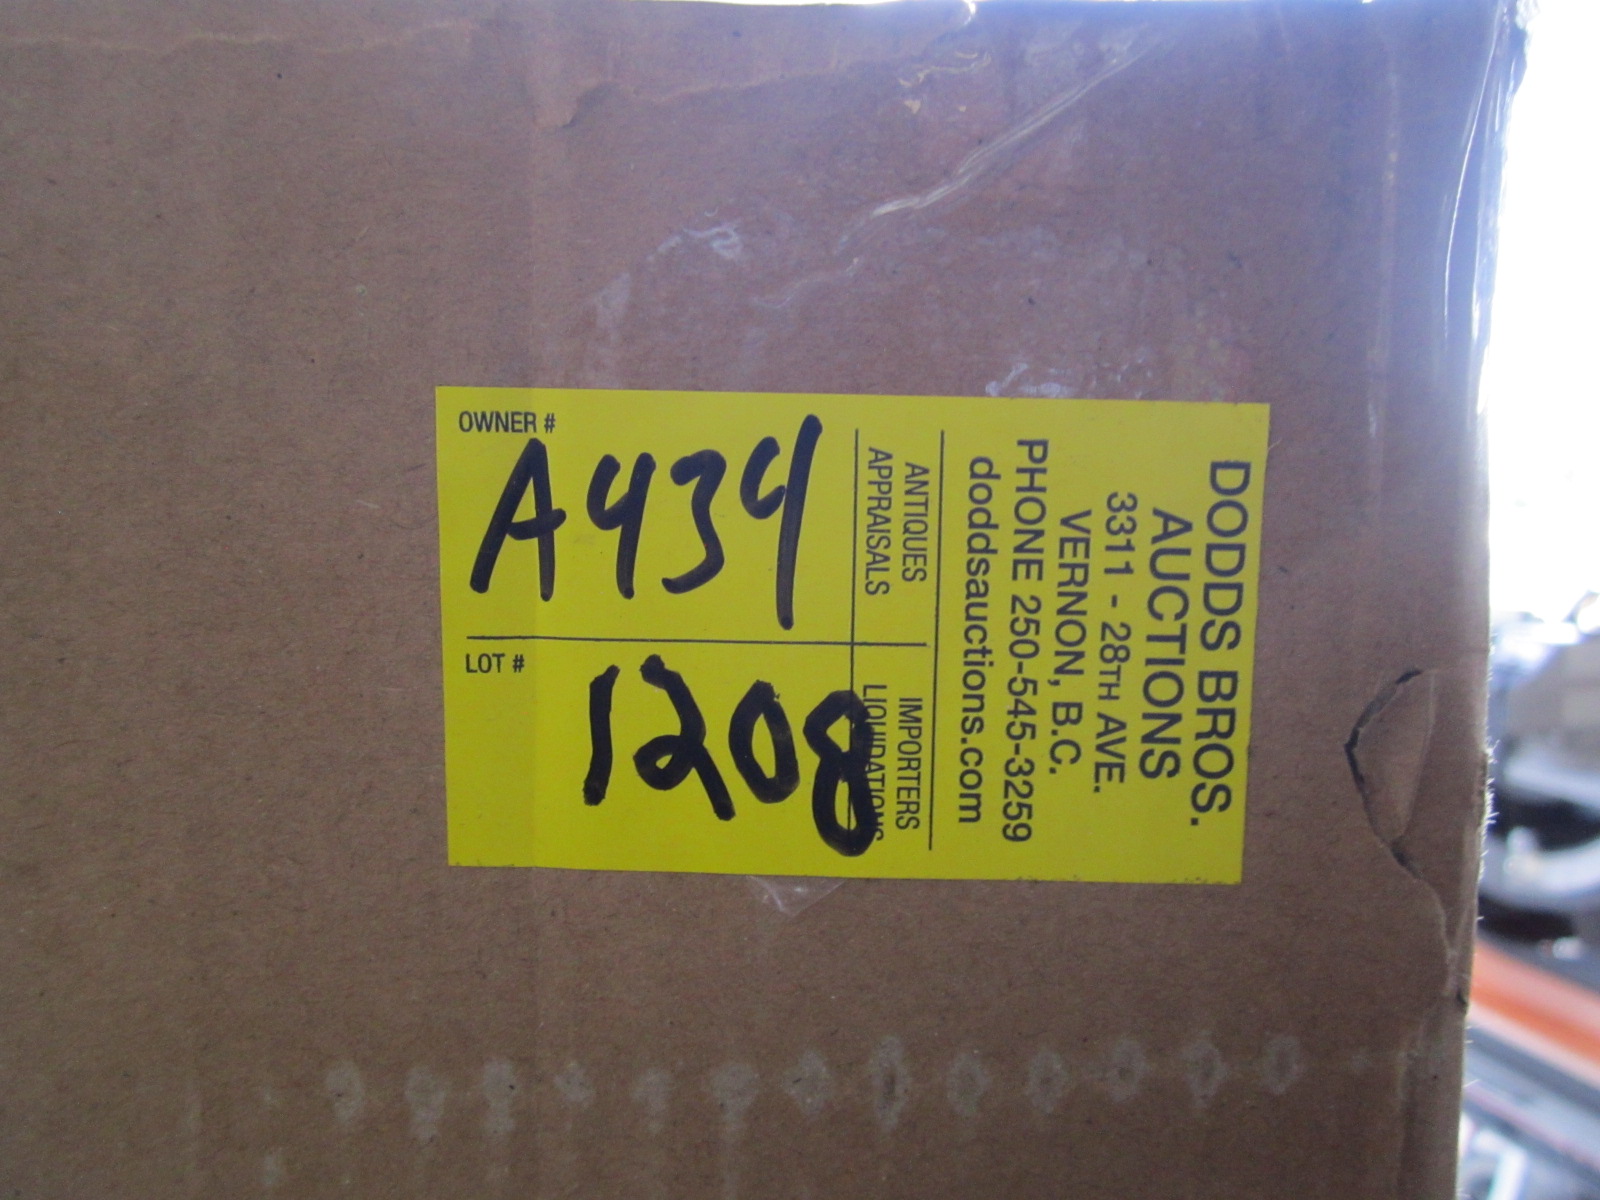 DODDS BROS.
AUCTIONS
3311 - 28TH AVE.
VERNON, B.C.
PHONE 250-545-3259
doddsauctions.com
ANTIQUES
APPRAISALS
IMPORTERS
LIQUIDATIONS
OWNER #
A434
LOT #
1208